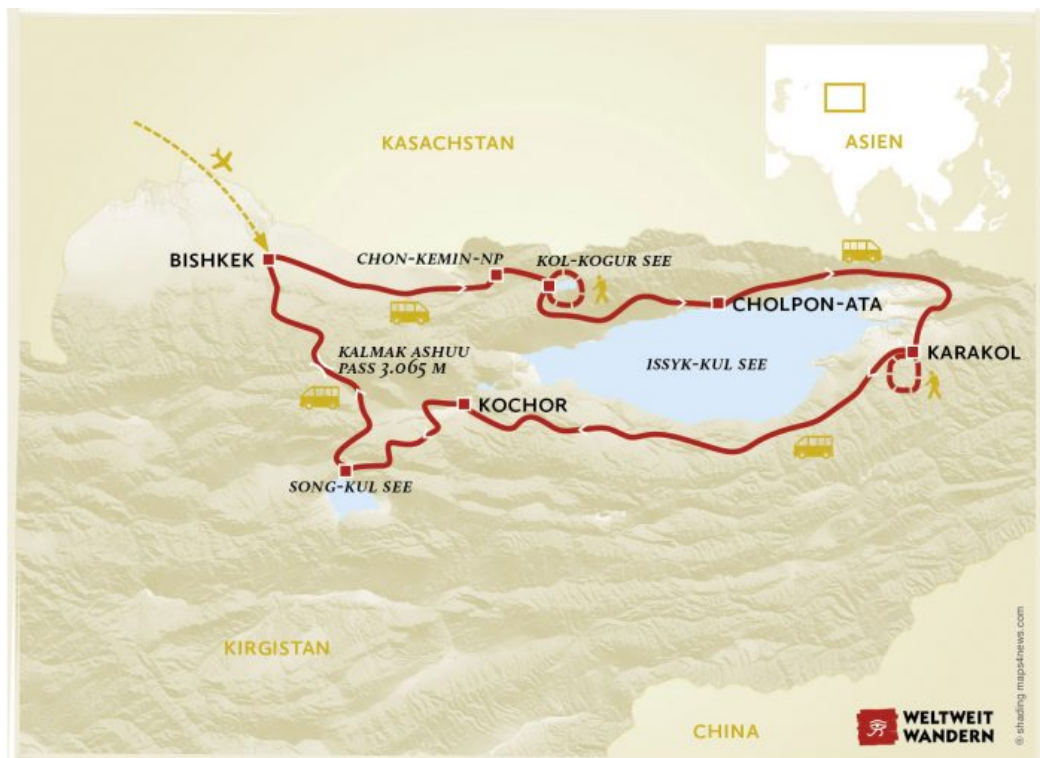 KASACHSTAN
ASIEN
BISHKEK
CHON-KEMIN-NP
KOL-KOGUR SEE
CHOLPON-ATA
KALMAK ASHUU
PASS 3.065 M
ISSYK-KUL SEE
KARAKOL
KOCHOR
SONG-KUL SEE
KIRGISTAN
CHINA
WELTWEIT
WANDERN
© shading maps4news.com